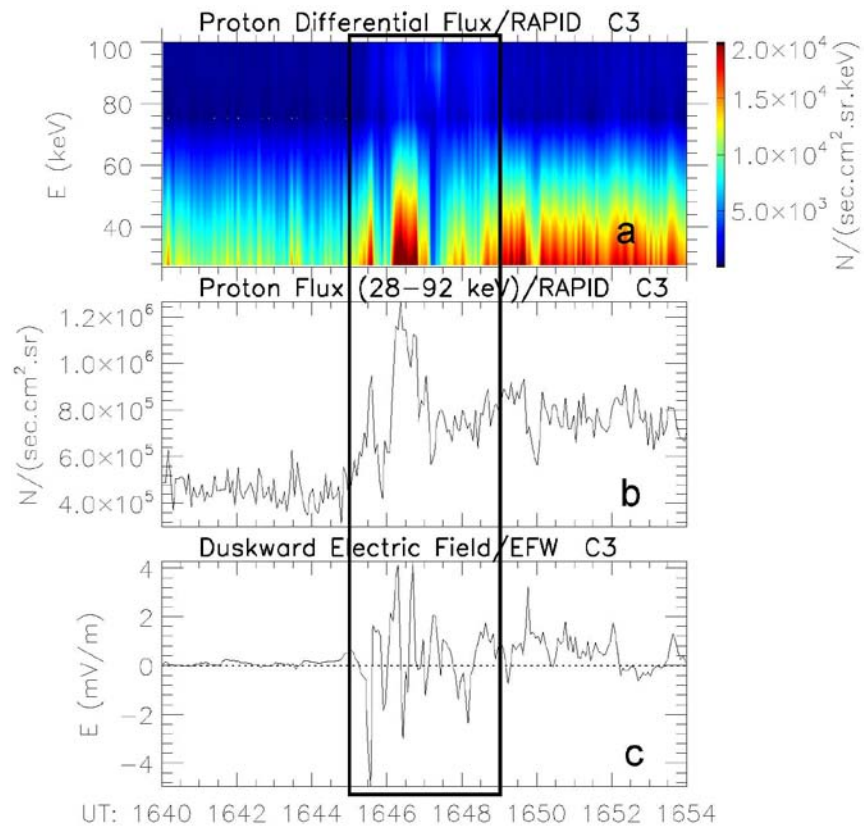 Proton Differential Flux/RAPID C3
100
80
60
40
E (keV)
a
2.0×10⁴
1.5×10⁴
1.0×10⁴
5.0×10³
N/(sec.cm².sr.keV)
Proton Flux (28−92 keV)/RAPID C3
1.2×10⁶
1.0×10⁶
8.0×10⁵
6.0×10⁵
4.0×10⁵
N/(sec.cm².sr)
b
Duskward Electric Field/EFW C3
4
2
0
−2
−4
E (mV/m)
c
UT: 1640 1642 1644 1646 1648 1650 1652 1654